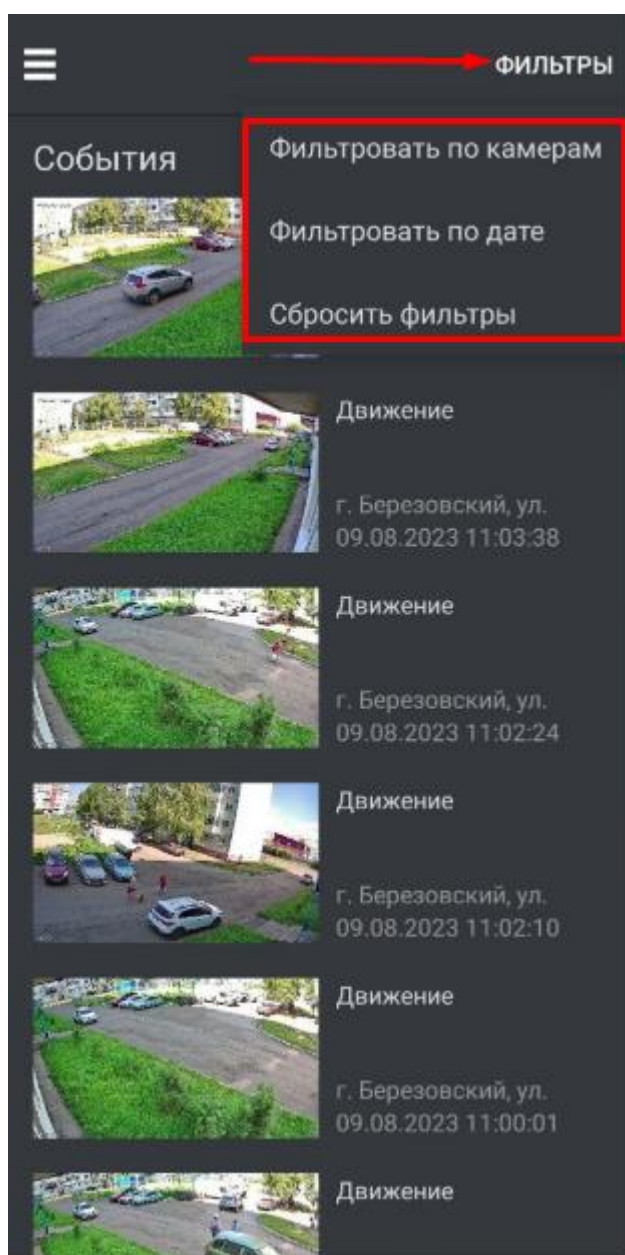 ФИЛЬТРЫ
События
Фильтровать по камерам
Фильтровать по дате
Сбросить фильтры
Движение
г. Березовский, ул.
09.08.2023 11:03:38
Движение
г. Березовский, ул.
09.08.2023 11:02:24
Движение
г. Березовский, ул.
09.08.2023 11:02:10
Движение
г. Березовский, ул.
09.08.2023 11:00:01
Движение